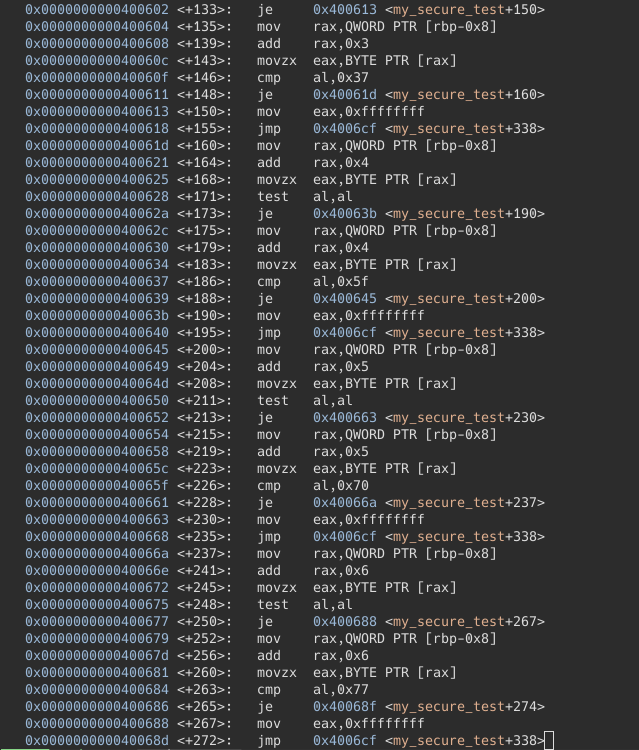 0x0000000000400602 <+133>: je 0x400613 <my_secure_test+150>
0x0000000000400604 <+135>: mov rax,QWORD PTR [rbp-0x8]
0x0000000000400608 <+139>: add rax,0x3
0x000000000040060c <+143>: movzx eax,BYTE PTR [rax]
0x000000000040060f <+146>: cmp al,0x37
0x0000000000400611 <+148>: je 0x40061d <my_secure_test+160>
0x0000000000400613 <+150>: mov eax,0xffffffff
0x0000000000400618 <+155>: jmp 0x4006cf <my_secure_test+338>
0x000000000040061d <+160>: mov rax,QWORD PTR [rbp-0x8]
0x0000000000400621 <+164>: add rax,0x4
0x0000000000400625 <+168>: movzx eax,BYTE PTR [rax]
0x0000000000400628 <+171>: test al,al
0x000000000040062a <+173>: je 0x40063b <my_secure_test+190>
0x000000000040062c <+175>: mov rax,QWORD PTR [rbp-0x8]
0x0000000000400630 <+179>: add rax,0x4
0x0000000000400634 <+183>: movzx eax,BYTE PTR [rax]
0x0000000000400637 <+186>: cmp al,0x5f
0x0000000000400639 <+188>: je 0x400645 <my_secure_test+200>
0x000000000040063b <+190>: mov eax,0xffffffff
0x0000000000400640 <+195>: jmp 0x4006cf <my_secure_test+338>
0x0000000000400645 <+200>: mov rax,QWORD PTR [rbp-0x8]
0x0000000000400649 <+204>: add rax,0x5
0x000000000040064d <+208>: movzx eax,BYTE PTR [rax]
0x0000000000400650 <+211>: test al,al
0x0000000000400652 <+213>: je 0x400663 <my_secure_test+230>
0x0000000000400654 <+215>: mov rax,QWORD PTR [rbp-0x8]
0x0000000000400658 <+219>: add rax,0x5
0x000000000040065c <+223>: movzx eax,BYTE PTR [rax]
0x000000000040065f <+226>: cmp al,0x70
0x0000000000400661 <+228>: je 0x40066a <my_secure_test+237>
0x0000000000400663 <+230>: mov eax,0xffffffff
0x0000000000400668 <+235>: jmp 0x4006cf <my_secure_test+338>
0x000000000040066a <+237>: mov rax,QWORD PTR [rbp-0x8]
0x000000000040066e <+241>: add rax,0x6
0x0000000000400672 <+245>: movzx eax,BYTE PTR [rax]
0x0000000000400675 <+248>: test al,al
0x0000000000400677 <+250>: je 0x400688 <my_secure_test+267>
0x0000000000400679 <+252>: mov rax,QWORD PTR [rbp-0x8]
0x000000000040067d <+256>: add rax,0x6
0x0000000000400681 <+260>: movzx eax,BYTE PTR [rax]
0x0000000000400684 <+263>: cmp al,0x77
0x0000000000400686 <+265>: je 0x40068f <my_secure_test+274>
0x0000000000400688 <+267>: mov eax,0xffffffff
0x000000000040068d <+272>: jmp 0x4006cf <my_secure_test+338>